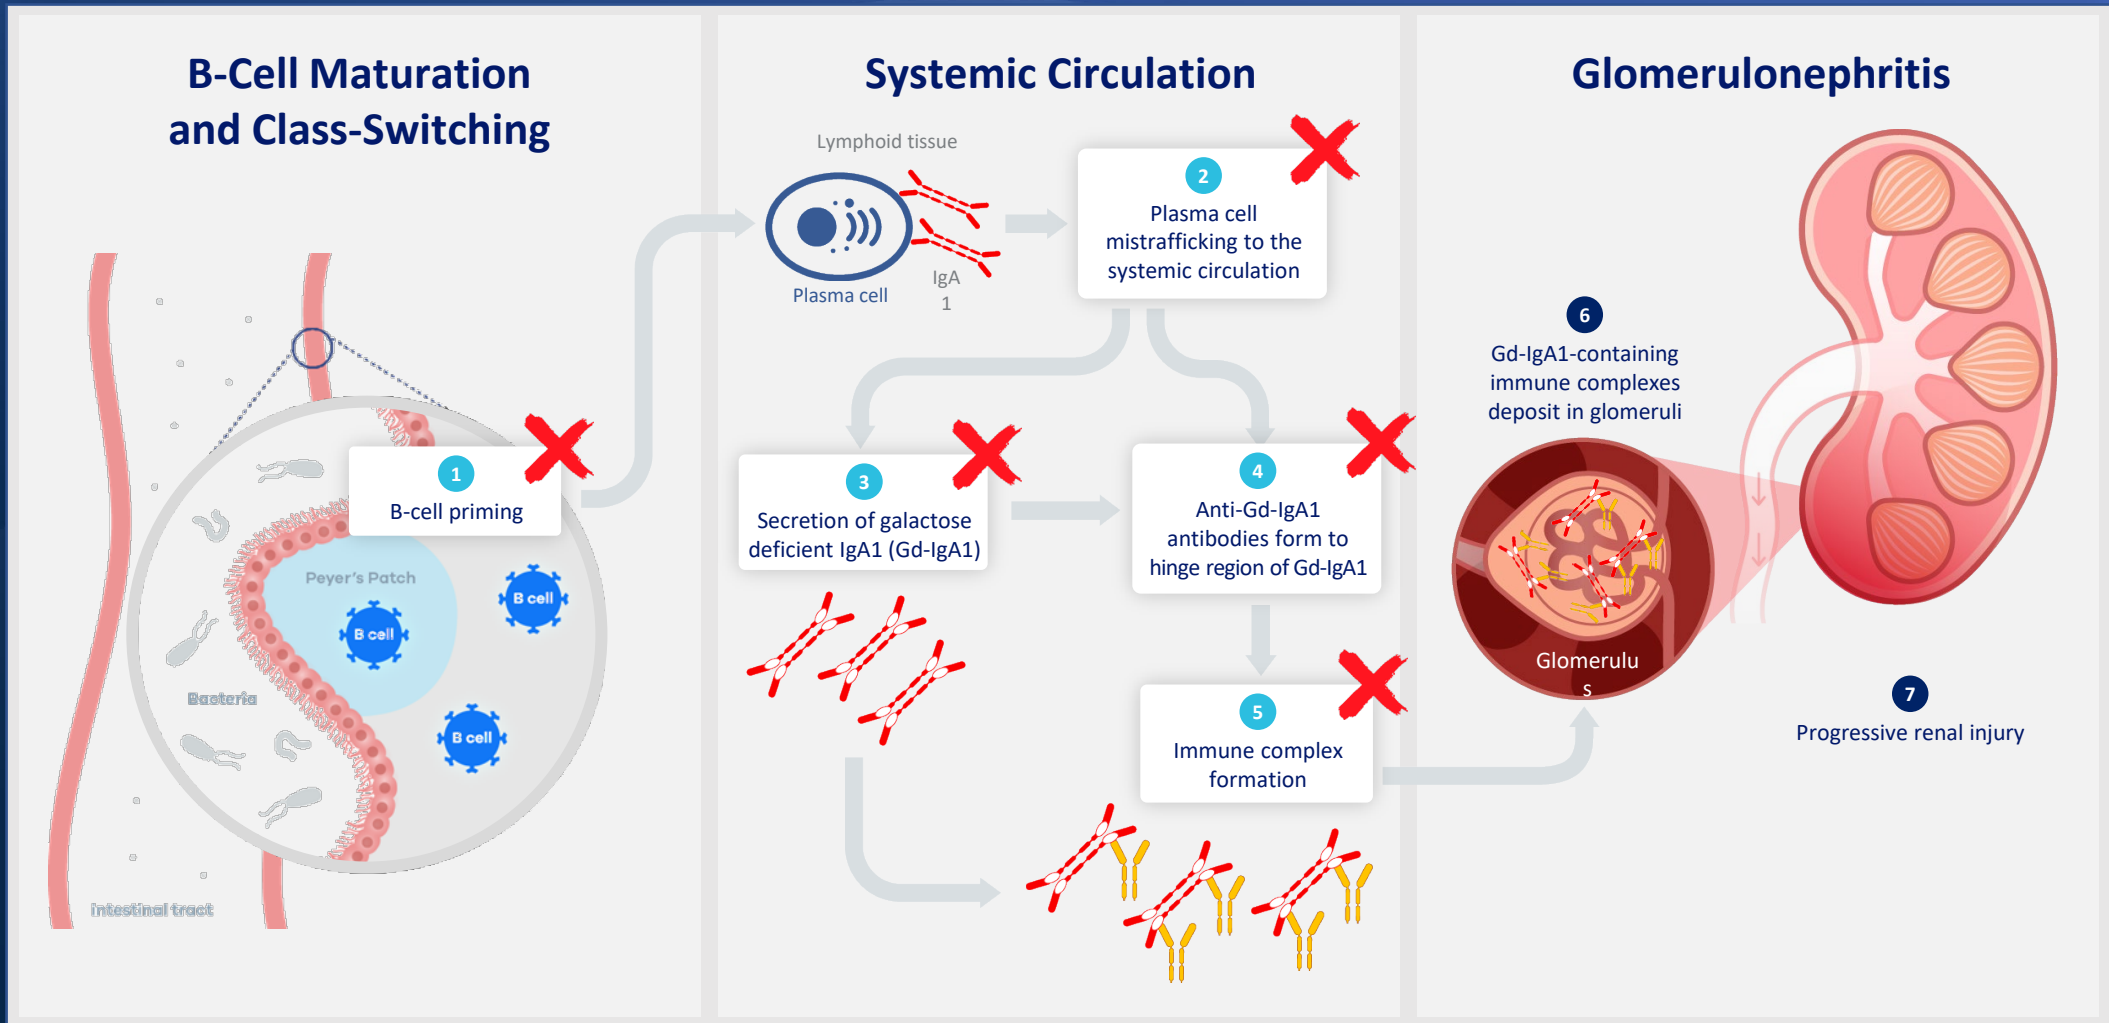 B-Cell Maturation
and Class-Switching
1
B-cell priming
Peyer's Patch
B cell
B cell
B cell
Bacteria
Intestinal tract
Systemic Circulation
Lymphoid tissue
Plasma cell
IgA
1
2
Plasma cell
mistrafficking to the
systemic circulation
3
Secretion of galactose
deficient IgA1 (Gd-IgA1)
4
Anti-Gd-IgA1
antibodies form to
hinge region of Gd-IgA1
5
Immune complex
formation
Glomerulonephritis
6
Gd-IgA1-containing
immune complexes
deposit in glomeruli
Glomerulu
s
7
Progressive renal injury